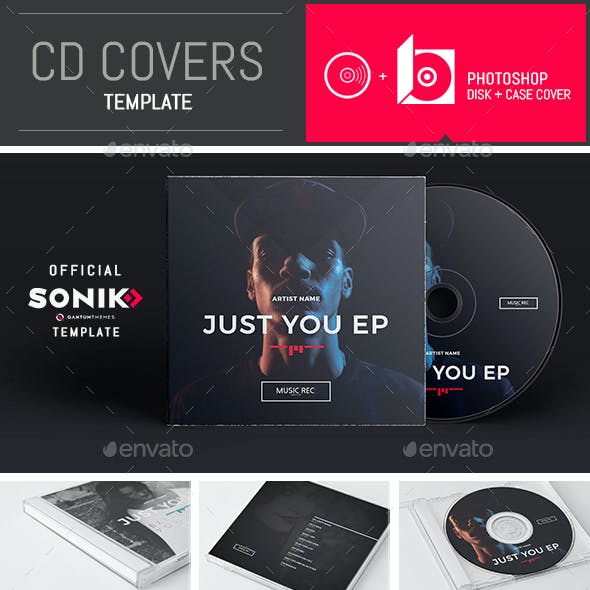 CD COVERS
TEMPLATE
+
PHOTOSHOP
DISK + CASE COVER
envato
envato
OFFICIAL
SONIK
QANTUMTHEMES
TEMPLATE
ARTIST NAME
JUST YOU EP
MUSIC REC
MUSIC REC
ARTIST NAME
YOU EP
envato
envato
JUST YOU
JUST YOU EP